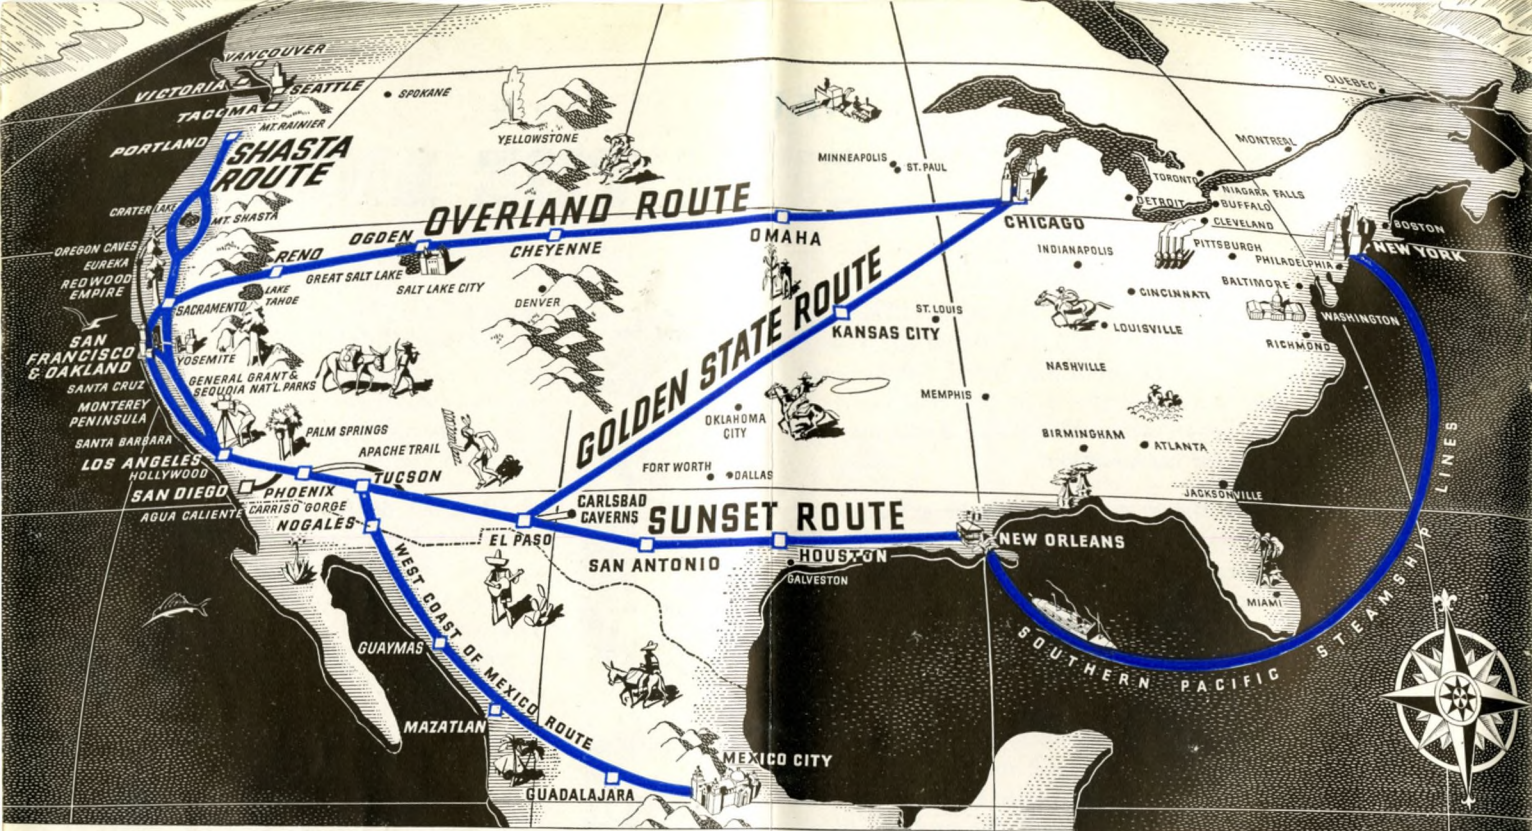 VANCOUVER
VICTORIA
SEATTLE
TACOMA
MT. RAINIER
SPOKANE
PORTLAND
SHASTA
ROUTE
CRATER LAKE
MT. SHASTA
OREGON CAVES
EUREKA
REDWOOD
EMPIRE
SACRAMENTO
RENO
LAKE
TAHOE
OGDEN
GREAT SALT LAKE
SALT LAKE CITY
OVERLAND ROUTE
CHEYENNE
YELLOWSTONE
DENVER
OMAHA
MINNEAPOLIS
ST. PAUL
CHICAGO
QUEBEC
MONTREAL
TORONTO
NIAGARA FALLS
BUFFALO
DETROIT
CLEVELAND
PITTSBURGH
INDIANAPOLIS
BOSTON
NEW YORK
PHILADELPHIA
BALTIMORE
WASHINGTON
RICHMOND
CINCINNATI
LOUISVILLE
NASHVILLE
ST. LOUIS
KANSAS CITY
GOLDEN STATE ROUTE
MEMPHIS
OKLAHOMA
CITY
BIRMINGHAM
ATLANTA
FORT WORTH
DALLAS
JACKSONVILLE
MIAMI
SAN
FRANCISCO
& OAKLAND
YOSEMITE
GENERAL GRANT &
SEQUOIA NAT'L. PARKS
SANTA CRUZ
MONTEREY
PENINSULA
SANTA BARBARA
LOS ANGELES
HOLLYWOOD
SAN DIEGO
AGUA CALIENTE
PALM SPRINGS
APACHE TRAIL
PHOENIX
CARRISO GORGE
TUCSON
NOGALES
EL PASO
CARLSBAD
CAVERNS
SUNSET ROUTE
SAN ANTONIO
HOUSTON
GALVESTON
NEW ORLEANS
SOUTHERN PACIFIC STEAMSHIP LINES
WEST COAST OF MEXICO ROUTE
GUAYMAS
MAZATLAN
GUADALAJARA
MEXICO CITY